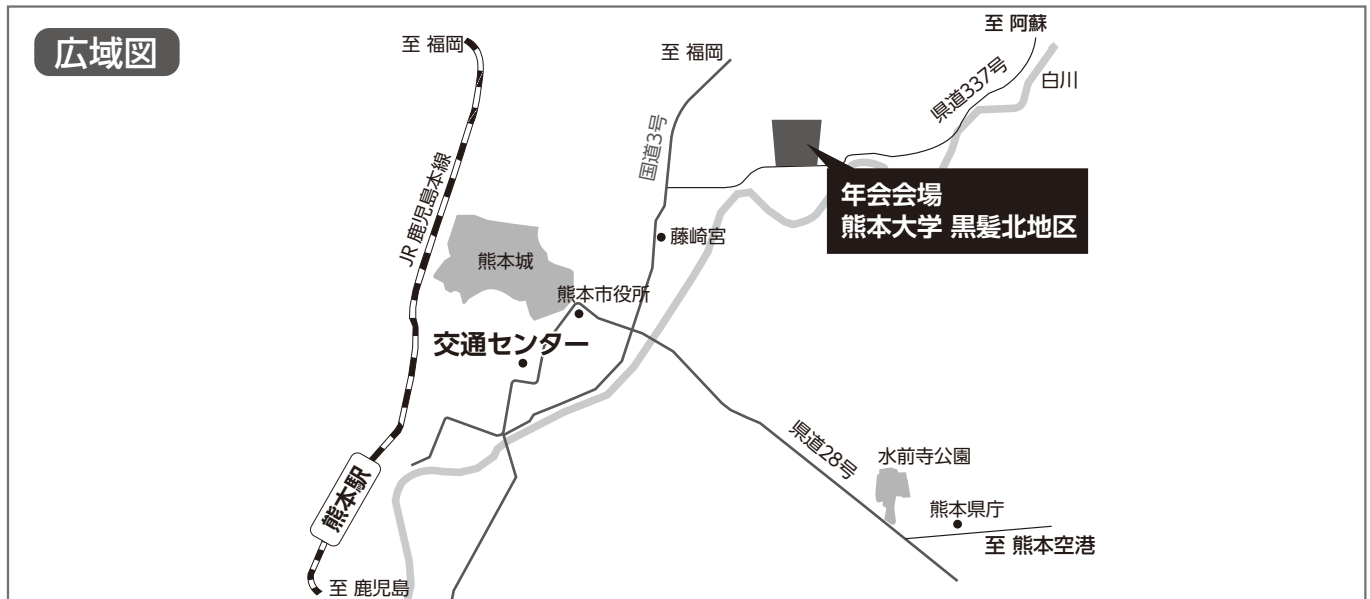 広域図
至 福岡
至 福岡
至 阿蘇
白川
県道337号
国道3号
JR 鹿児島本線
年会会場
熊本大学 黒髪北地区
藤崎宮
熊本城
熊本市役所
交通センター
県道28号
水前寺公園
熊本駅
熊本県庁
至 熊本空港
至 鹿児島